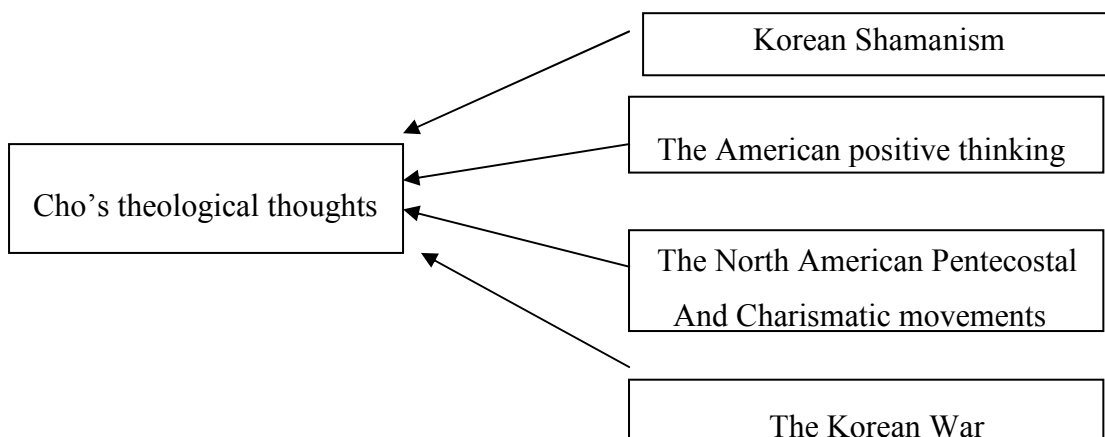 Korean Shamanism
The American positive thinking
Cho’s theological thoughts
The North American Pentecostal
And Charismatic movements
The Korean War